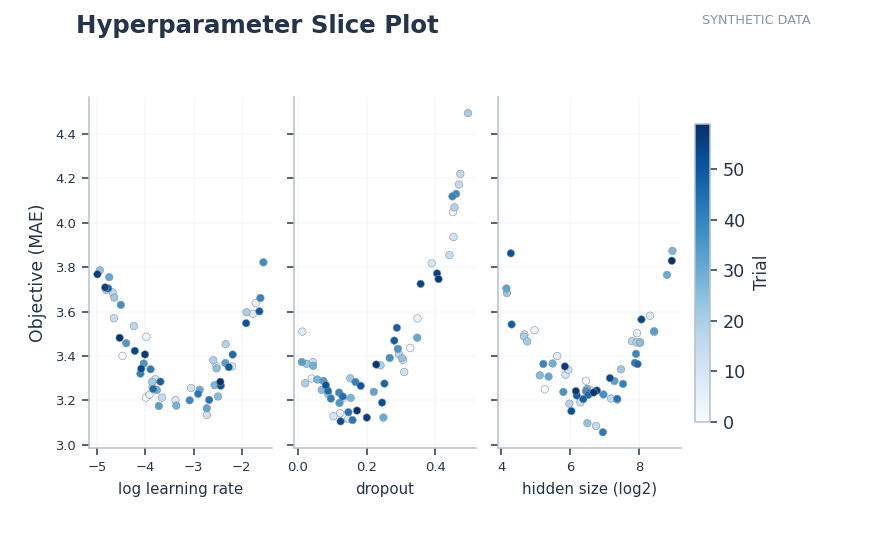 Hyperparameter Slice Plot
SYNTHETIC DATA
Objective (MAE)
4.4
4.2
4.0
3.8
3.6
3.4
3.2
3.0
−5 −4 −3 −2
log learning rate
0.0 0.2 0.4
dropout
4 6 8
hidden size (log2)
50
40
30
20
10
0
Trial